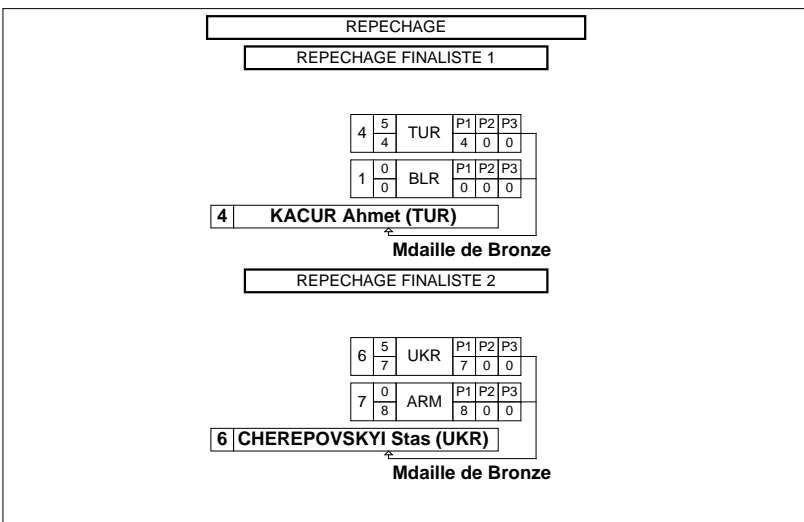 REPECHAGE
REPECHAGE FINALISTE 1
4 5 TUR P1 P2 P3
4 4 0 0
1 0 BLR P1 P2 P3
0 0 0 0
4 KACUR Ahmet (TUR)
Mdaille de Bronze
REPECHAGE FINALISTE 2
6 5 UKR P1 P2 P3
7 7 0 0
7 0 ARM P1 P2 P3
8 8 0 0
6 CHEREPOVSKYI Stas (UKR)
Mdaille de Bronze